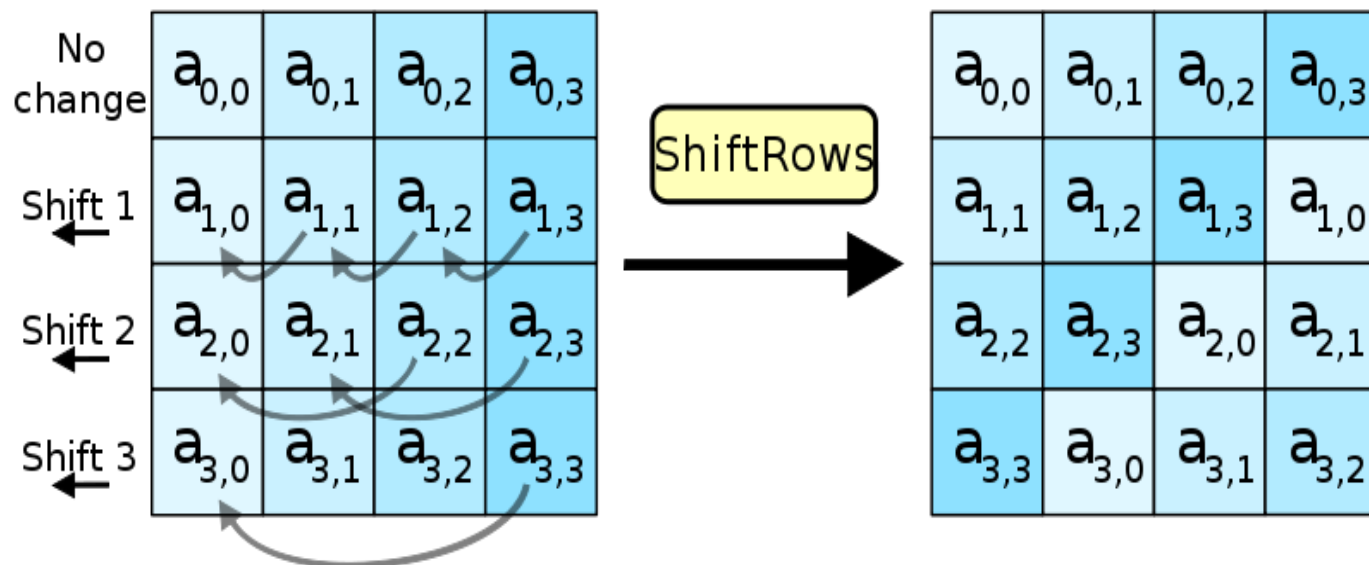 No
change
a0,0 a0,1 a0,2 a0,3
Shift 1
a1,0 a1,1 a1,2 a1,3
Shift 2
a2,0 a2,1 a2,2 a2,3
Shift 3
a3,0 a3,1 a3,2 a3,3
ShiftRows
a0,0 a0,1 a0,2 a0,3
a1,1 a1,2 a1,3 a1,0
a2,2 a2,3 a2,0 a2,1
a3,3 a3,0 a3,1 a3,2